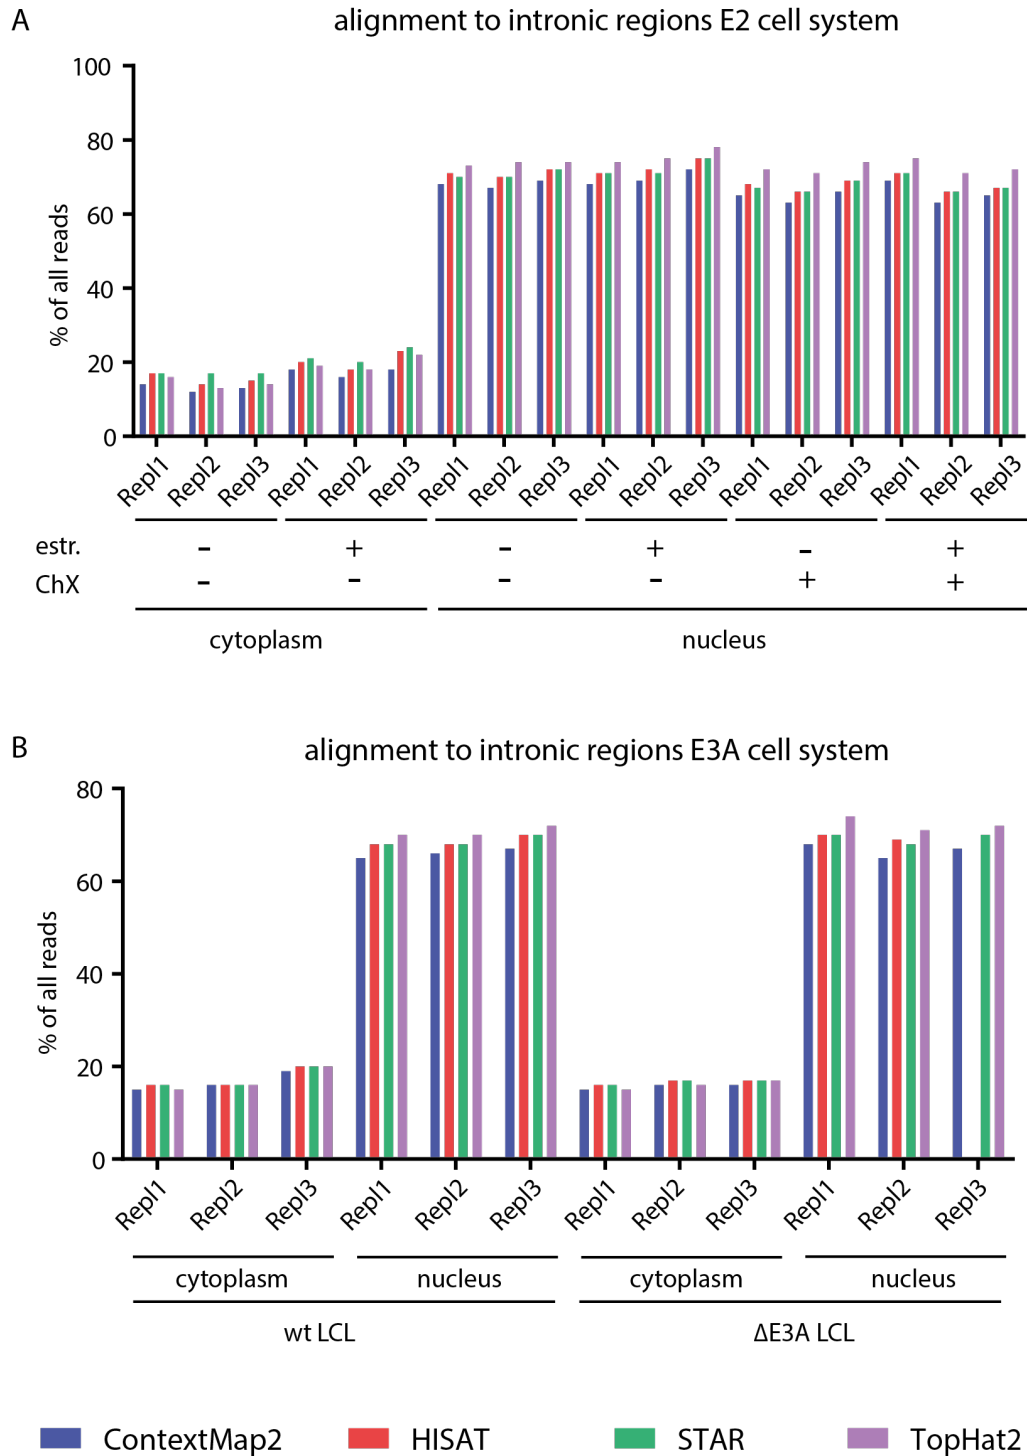 A
alignment to intronic regions E2 cell system
% of all reads
100
80
60
40
20
0
Repl1 Repl2 Repl3 Repl1 Repl2 Repl3 Repl1 Repl2 Repl3 Repl1 Repl2 Repl3 Repl1 Repl2 Repl3 Repl1 Repl2 Repl3
estr. – + – + – +
ChX – – – – + +
cytoplasm nucleus
B
alignment to intronic regions E3A cell system
% of all reads
80
60
40
20
0
Repl1 Repl2 Repl3 Repl1 Repl2 Repl3 Repl1 Repl2 Repl3 Repl1 Repl2 Repl3
cytoplasm nucleus cytoplasm nucleus
wt LCL ΔE3A LCL
ContextMap2 HISAT STAR TopHat2